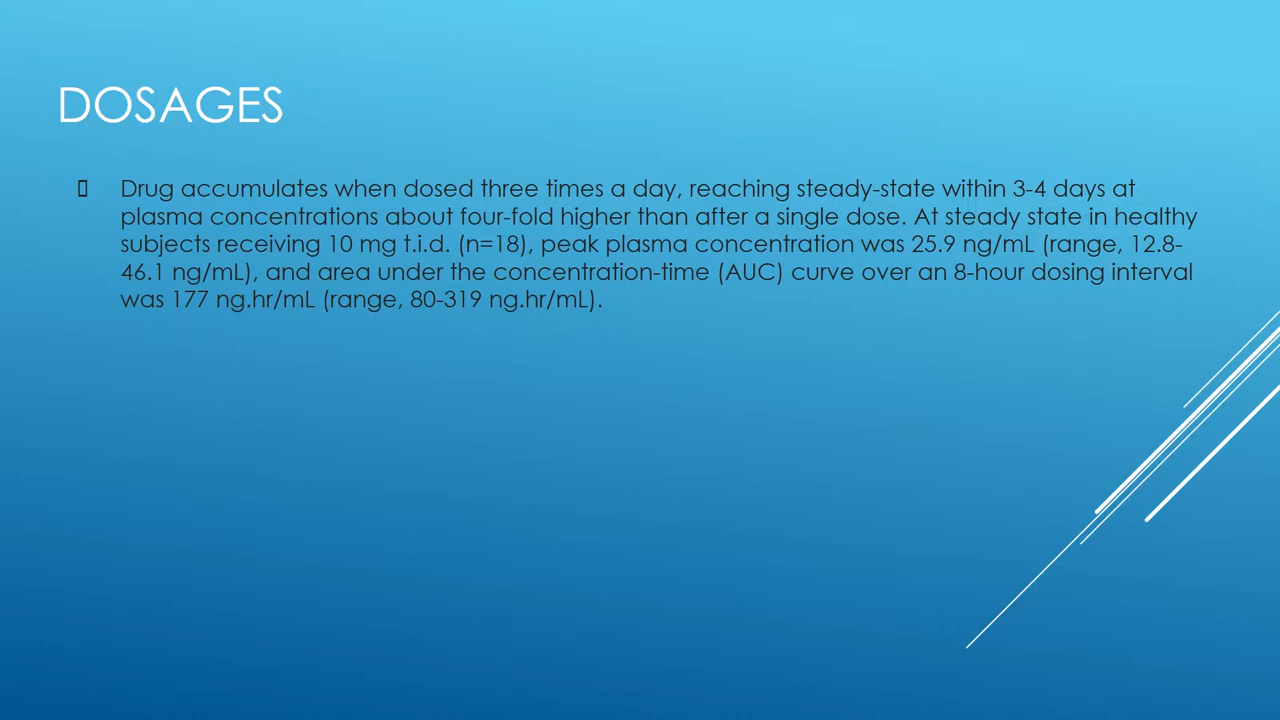 DOSAGES
Drug accumulates when dosed three times a day, reaching steady-state within 3-4 days at
plasma concentrations about four-fold higher than after a single dose. At steady state in healthy
subjects receiving 10 mg t.i.d. (n=18), peak plasma concentration was 25.9 ng/mL (range, 12.8-
46.1 ng/mL), and area under the concentration-time (AUC) curve over an 8-hour dosing interval
was 177 ng.hr/mL (range, 80-319 ng.hr/mL).